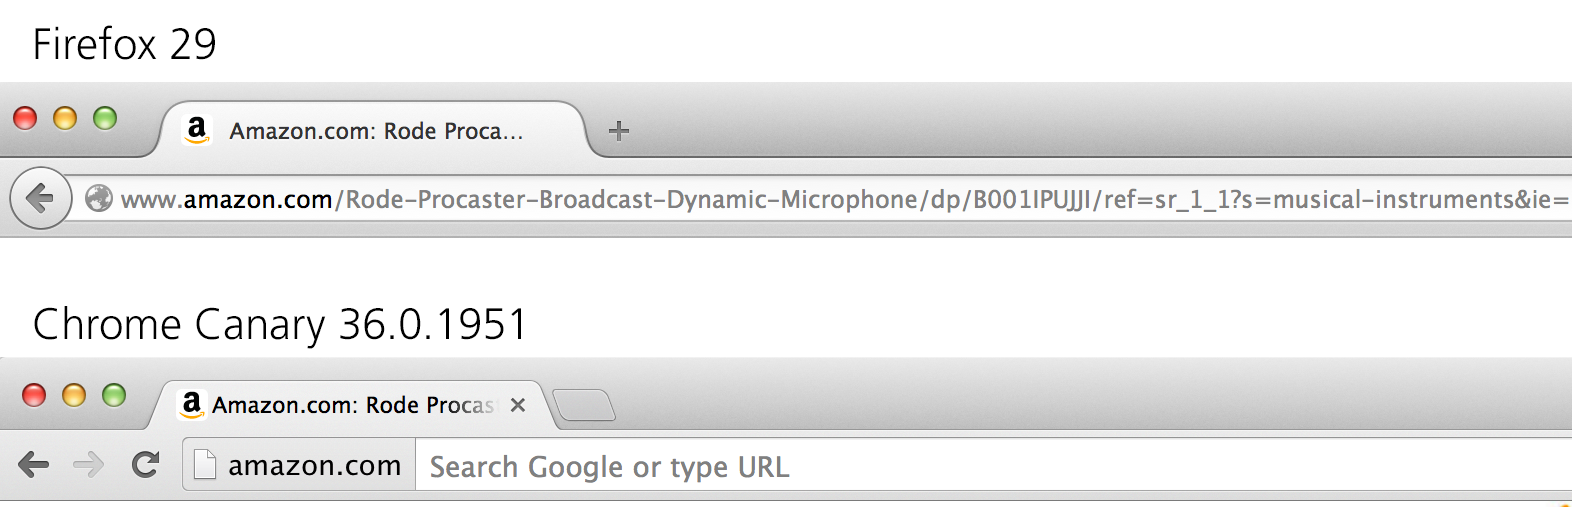 Firefox 29
a Amazon.com: Rode Proca...
www.amazon.com/Rode-Procaster-Broadcast-Dynamic-Microphone/dp/B001IPUJJI/ref=sr_1_1?s=musical-instruments&ie=
Chrome Canary 36.0.1951
a Amazon.com: Rode Procas
amazon.com Search Google or type URL